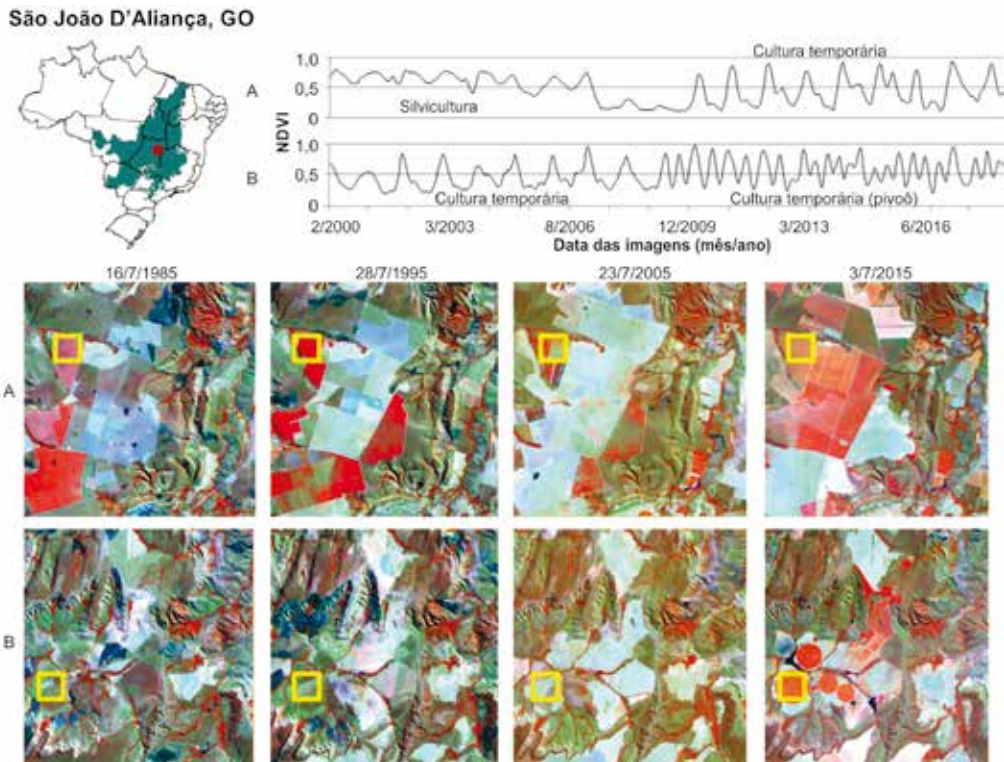 São João D'Aliança, GO
Cultura temporária
1,0
A
0,5
Silvicultura
0
NDVI
1,0
B
0,5
Cultura temporária
Cultura temporária (pivoô)
0
2/2000 3/2003 8/2006 12/2009 3/2013 6/2016
Data das imagens (mês/ano)
16/7/1985 28/7/1995 23/7/2005 3/7/2015
A
B